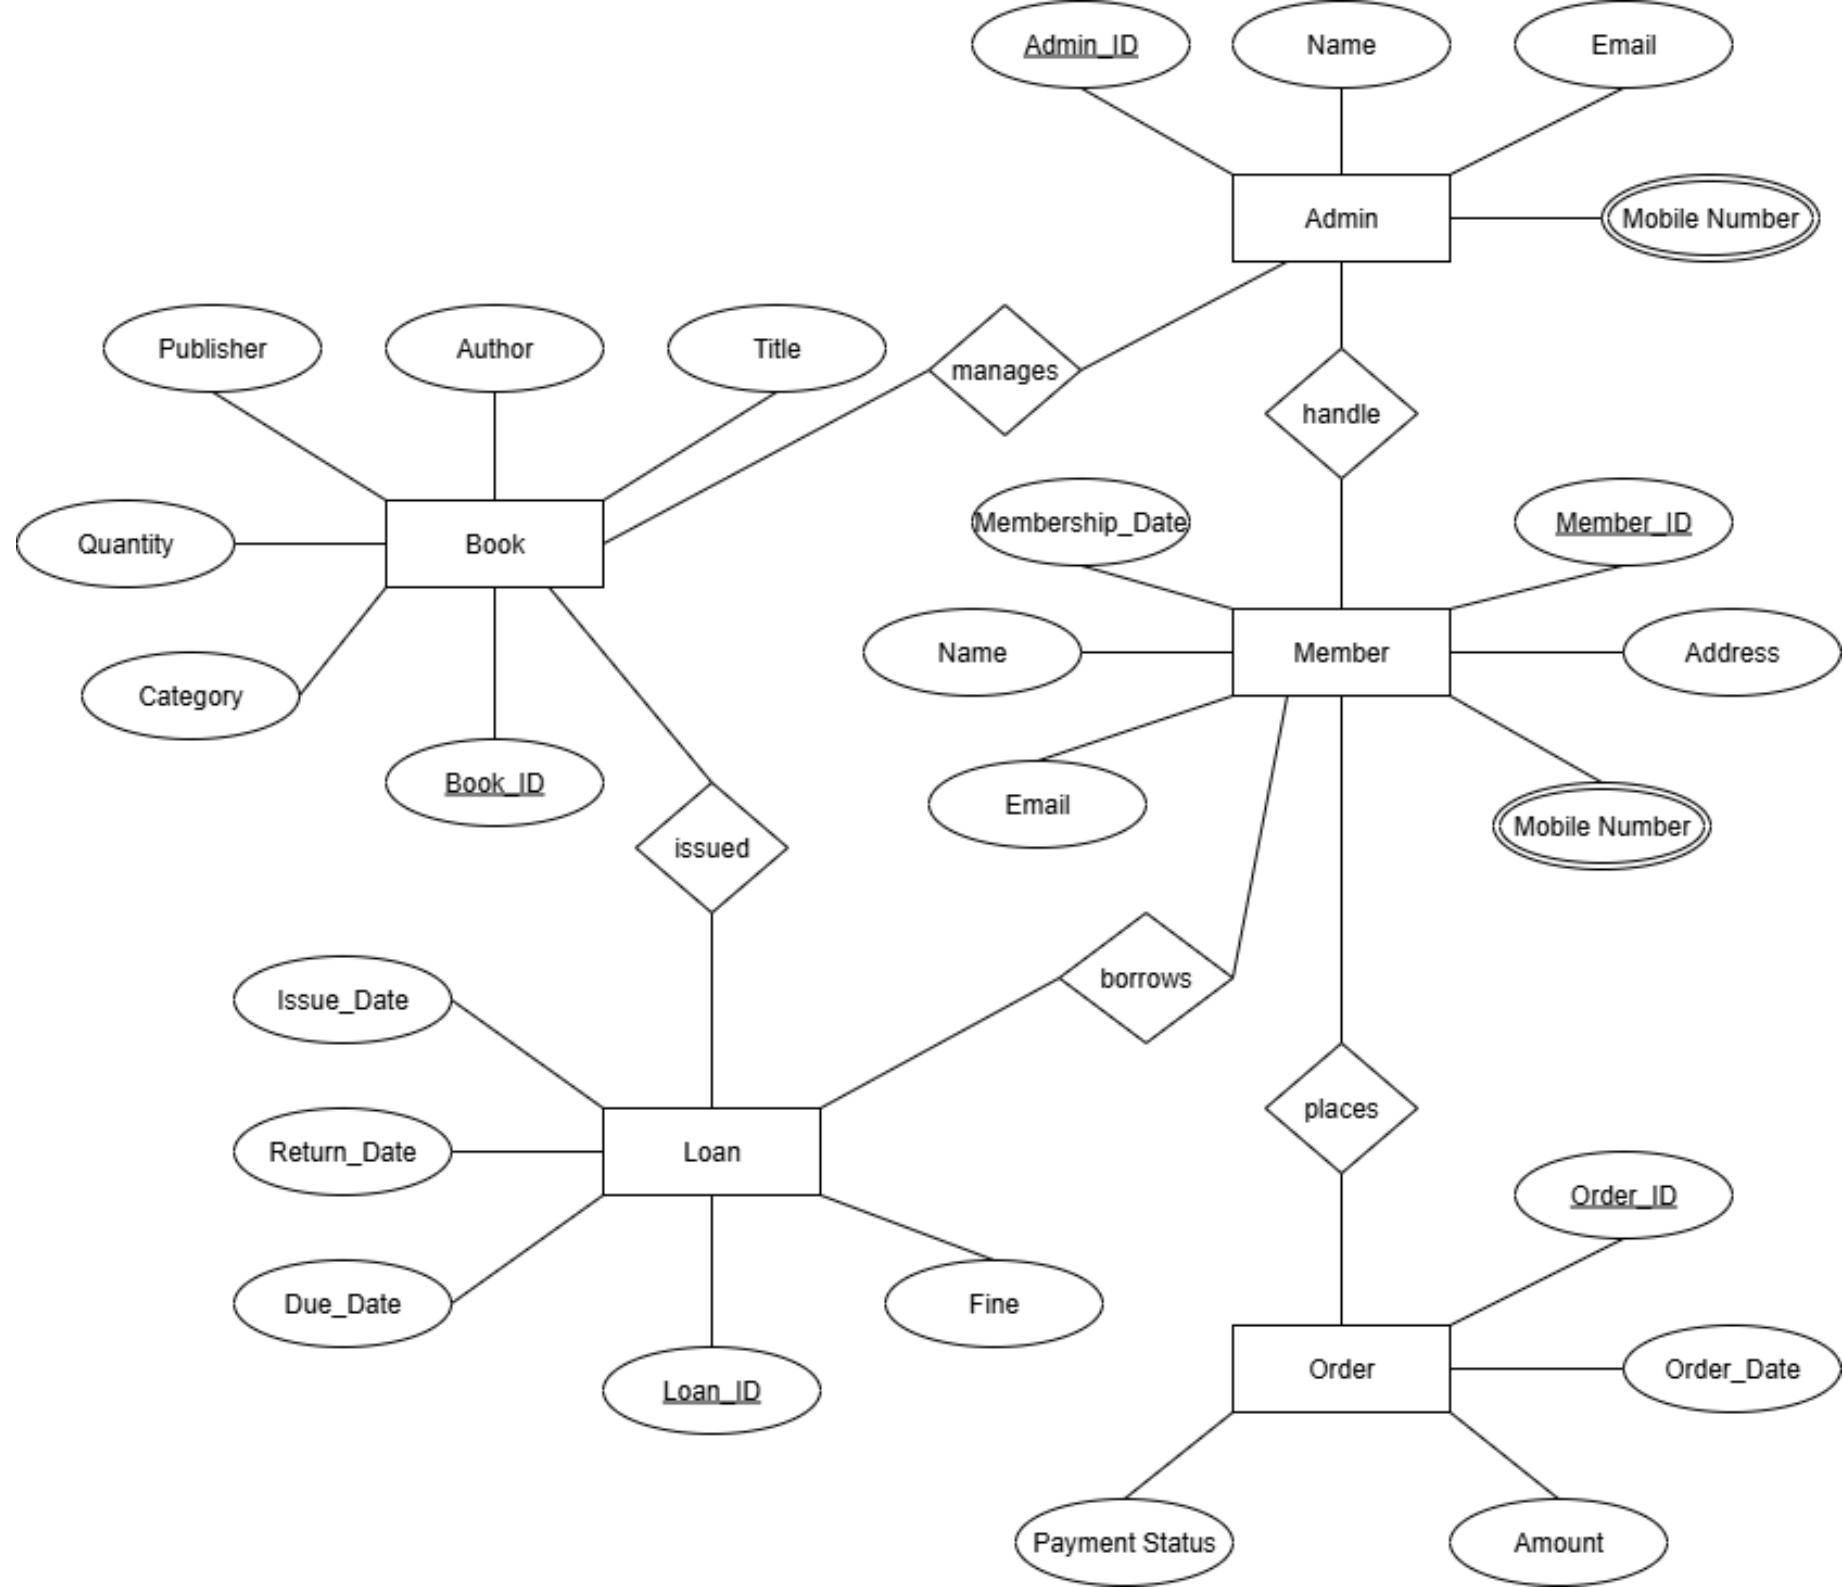 Admin_ID
Name
Email
Admin
Mobile Number
Publisher
Author
Title
manages
handle
Membership_Date
Member_ID
Quantity
Book
Name
Member
Address
Category
Book_ID
Email
Mobile Number
issued
borrows
Issue_Date
places
Return_Date
Loan
Order_ID
Due_Date
Fine
Order
Order_Date
Loan_ID
Payment Status
Amount